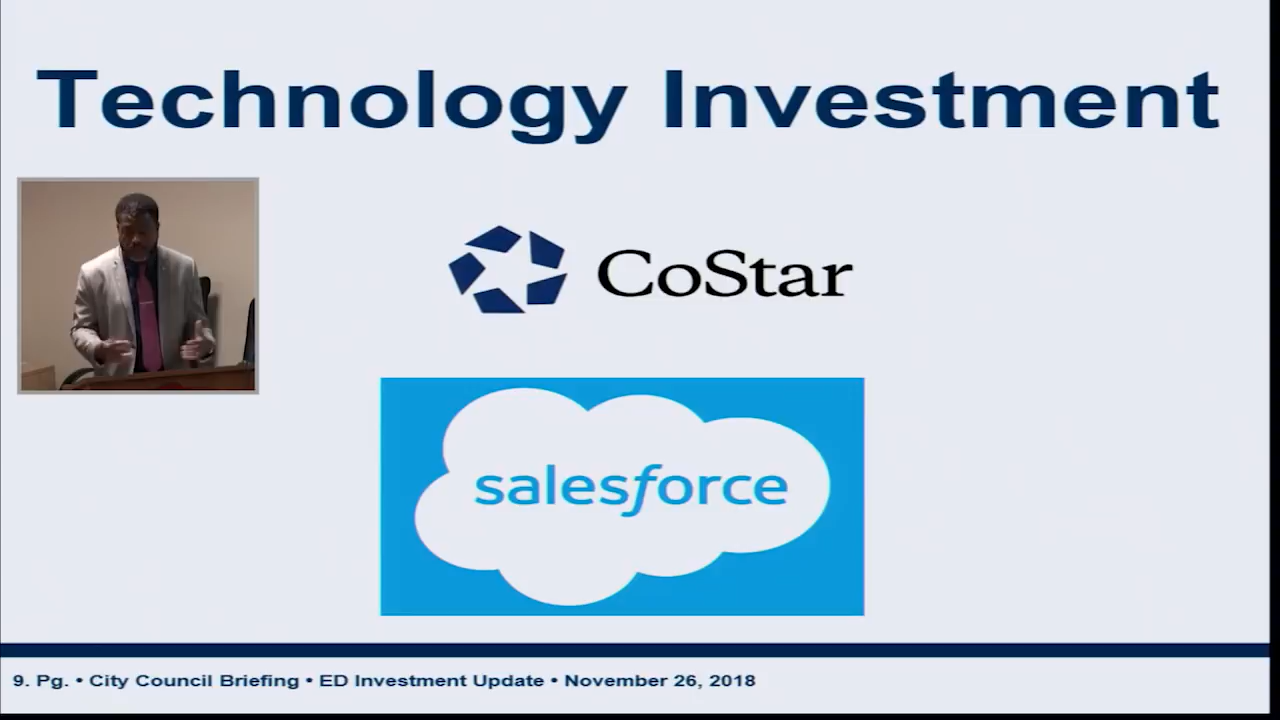 Technology Investment
CoStar
salesforce
9. Pg. • City Council Briefing • ED Investment Update • November 26, 2018